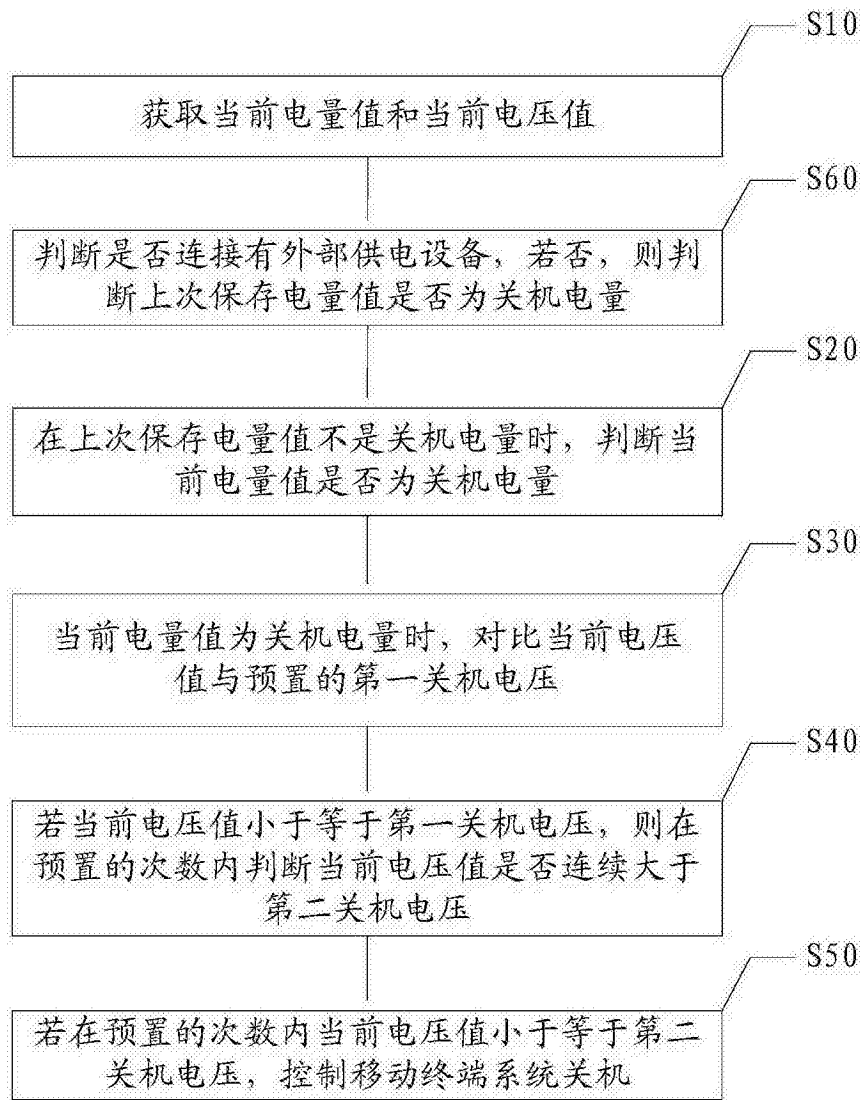 S10
获取当前电量值和当前电压值
S60
判断是否连接有外部供电设备，若否，则判
断上次保存电量值是否为关机电量
S20
在上次保存电量值不是关机电量时，判断当
前电量值是否为关机电量
S30
当前电量值为关机电量时，对比当前电压
值与预置的第一关机电压
S40
若当前电压值小于等于第一关机电压，则在
预置的次数内判断当前电压值是否连续大于
第二关机电压
S50
若在预置的次数内当前电压值小于等于第二
关机电压，控制移动终端系统关机